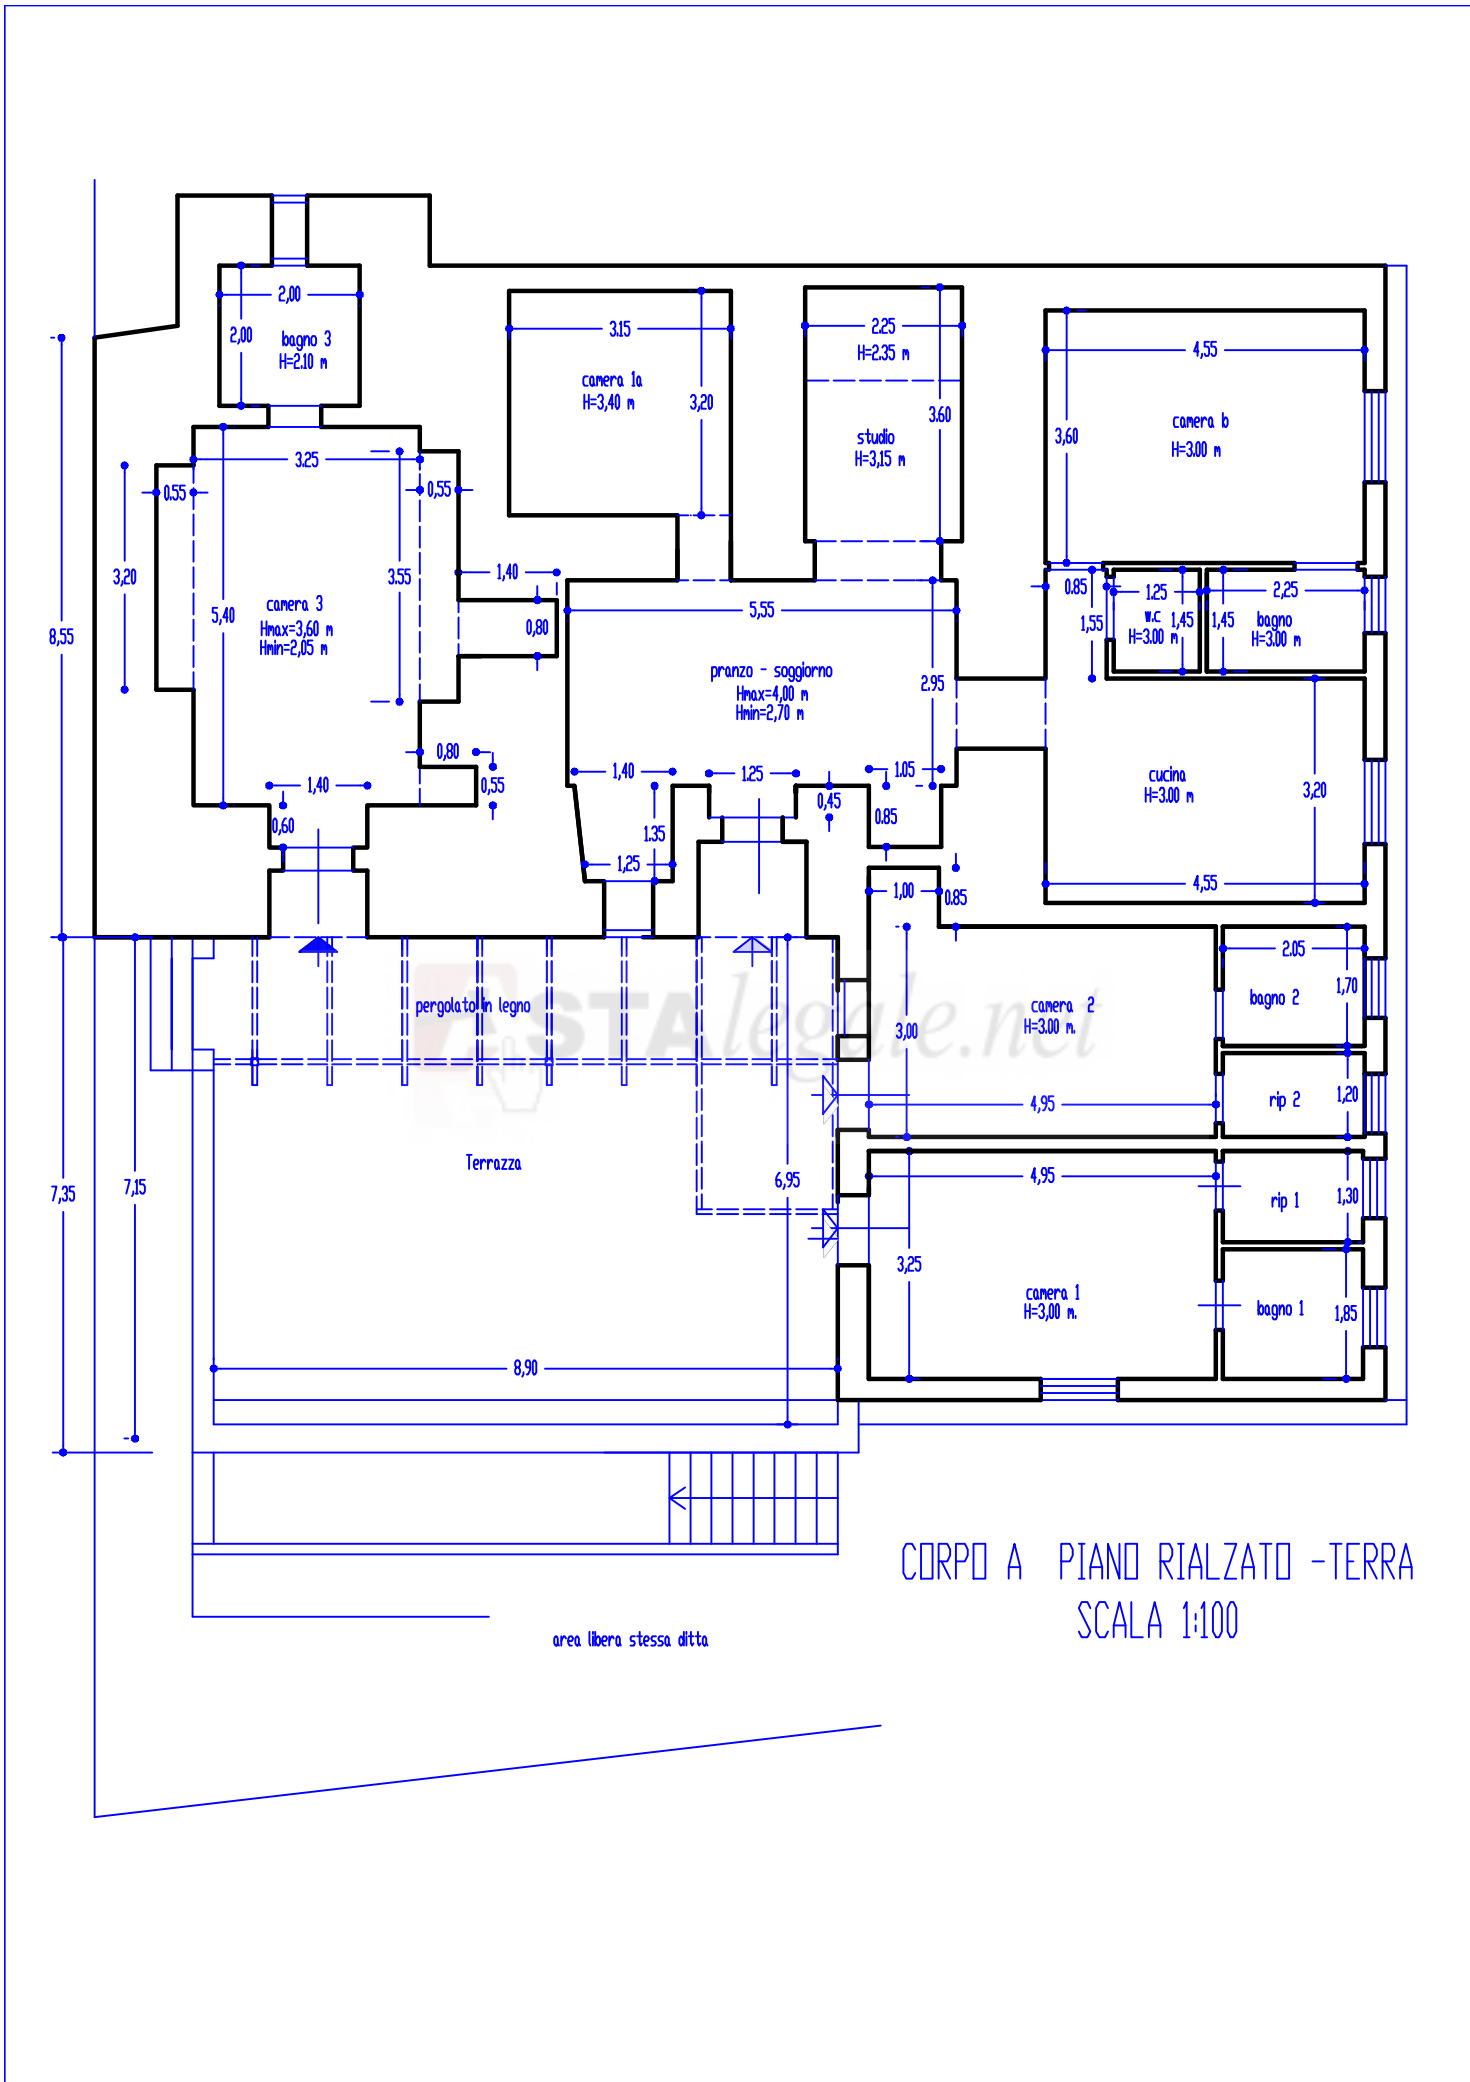 2,00
2,00
bagno 3
H=2.10 m
3.15
camera 1a
H=3,40 m
3,20
2.25
H=2.35 m
3.60
studio
H=3,15 m
4,55
3,60
camera b
H=3.00 m
3.25
0.55
0,55
3,20
3.55
5,40
camera 3
Hmax=3,60 m
Hmin=2,05 m
1,40
0,80
8,55
5,55
pranzo - soggiorno
Hmax=4,00 m
Hmin=2,70 m
2.95
0.85
1,55
1.25
w.c
1,45
H=3.00 m
2,25
1,45
bagno
H=3.00 m
0,80
0,55
1,40
0,60
1,40
1.25
1.05
0,45
0.85
1.35
1,25
cucina
H=3.00 m
3,20
4,55
1,00
0.85
2.05
1,70
bagno 2
pergolato in legno
ASTAlegale.net
camera 2
H=3.00 m.
3,00
4,95
rip 2
1,20
Terrazza
7,35
7,15
6,95
4,95
rip 1
1,30
3,25
camera 1
H=3,00 m.
bagno 1
1,85
8,90
CORPO A PIANO RIALZATO -TERRA
SCALA 1:100
area libera stessa ditta